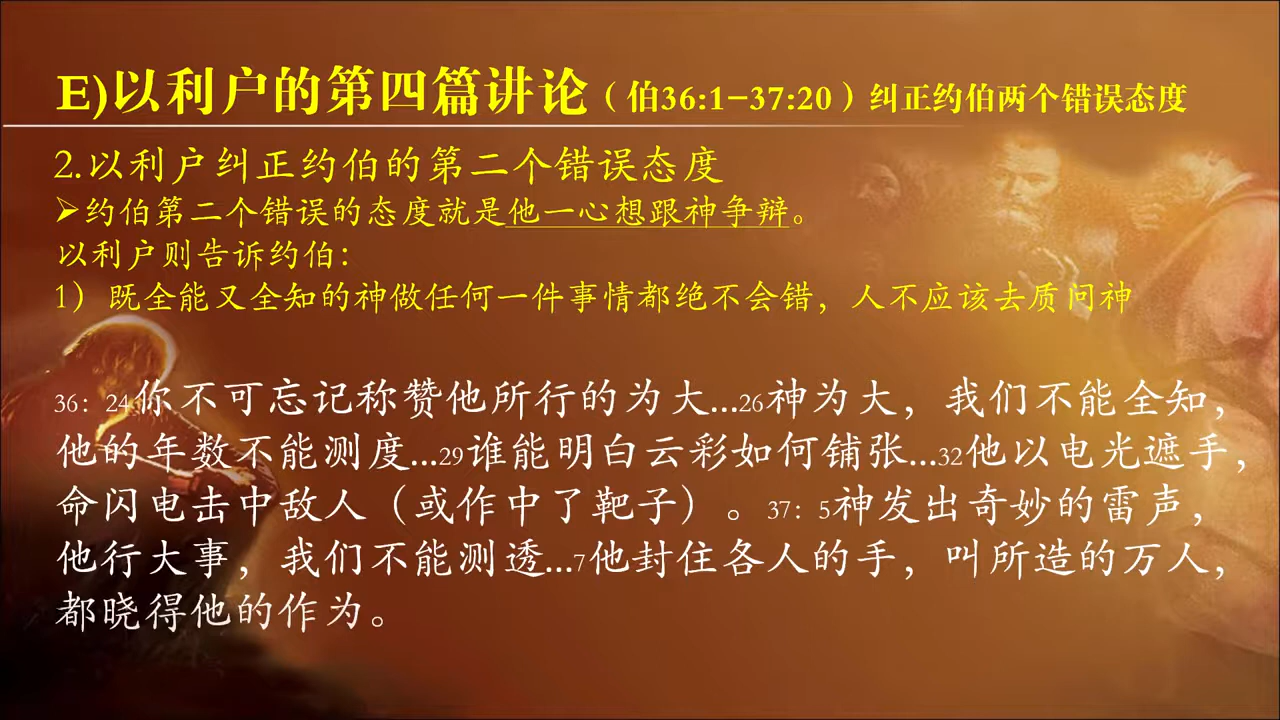 E)以利户的第四篇讲论（伯36:1-37:20）纠正约伯两个错误态度
2.以利户纠正约伯的第二个错误态度
➢约伯第二个错误的态度就是他一心想跟神争辩。
以利户则告诉约伯：
1）既全能又全知的神做任何一件事情都绝不会错，人不应该去质问神
36：24你不可忘记称赞他所行的为大...26神为大，我们不能全知，
他的年数不能测度...29谁能明白云彩如何铺张...32他以电光遮手，
命闪电击中敌人（或作中了靶子）。37：5神发出奇妙的雷声，
他行大事，我们不能测透...7他封住各人的手，叫所造的万人，
都晓得他的作为。